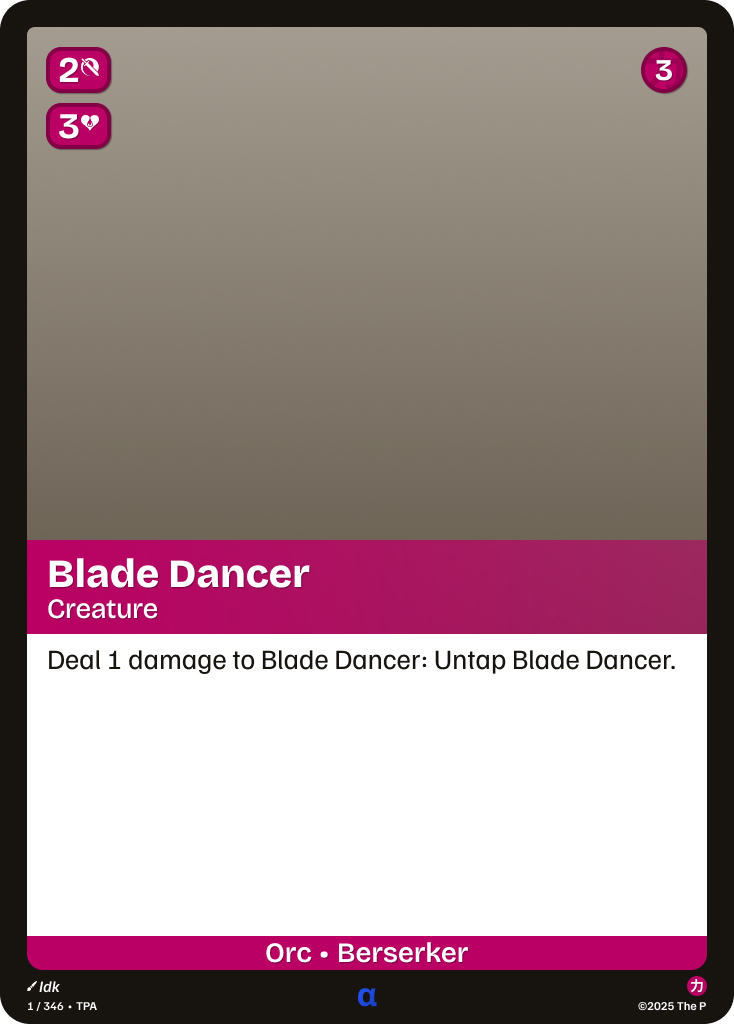 2
3
3
Blade Dancer
Creature
Deal 1 damage to Blade Dancer: Untap Blade Dancer.
Orc • Berserker
Idk
1 / 346 • TPA
α
力
©2025 The P